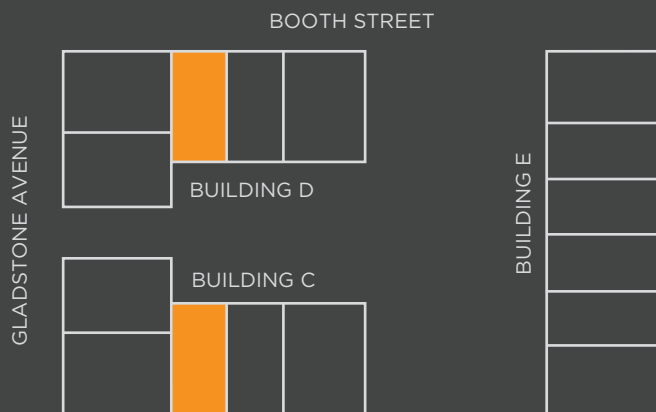 BOOTH STREET
GLADSTONE AVENUE
BUILDING D
BUILDING E
BUILDING C